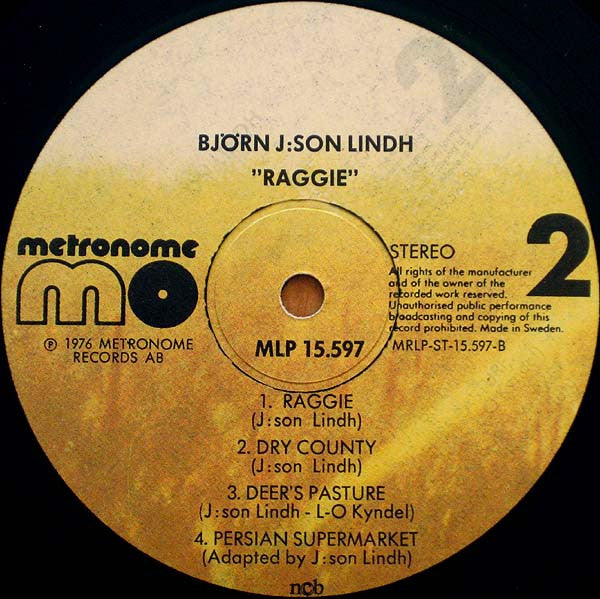 BJÖRN J:SON LINDH
"RAGGIE"
metronome
mo
℗ 1976 METRONOME
RECORDS AB
MLP 15.597
STEREO
2
All rights of the manufacturer
and of the owner of the
recorded work reserved.
Unauthorised public performance
broadcasting and copying of this
record prohibited. Made in Sweden.
MRLP-ST-15.597-B
1. RAGGIE
(J:son Lindh)
2. DRY COUNTY
(J:son Lindh)
3. DEER'S PASTURE
(J:son Lindh - L-O Kyndel)
4. PERSIAN SUPERMARKET
(Adapted by J:son Lindh)
ncb